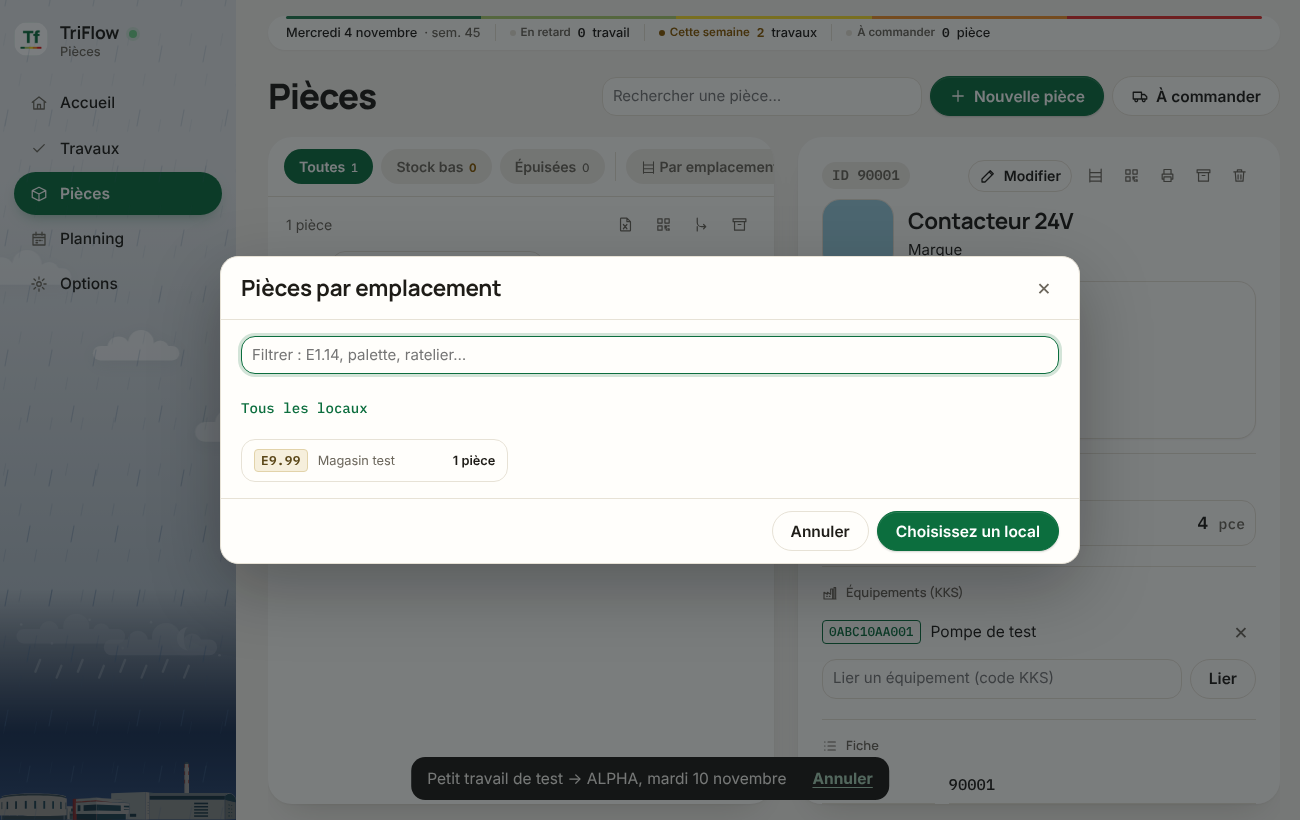 Tf TriFlow
Pièces
Accueil
Travaux
Pièces
Planning
Options
Mercredi 4 novembre · sem. 45 En retard 0 travail Cette semaine 2 travaux À commander 0 pièce
Pièces
Rechercher une pièce...
Nouvelle pièce
À commander
Toutes 1
Stock bas 0
Épuisées 0
Par emplacement
1 pièce
ID 90001
Modifier
Contacteur 24V
Marque
Pièces par emplacement
Filtrer : E1.14, palette, ratelier...
Tous les locaux
E9.99 Magasin test 1 pièce
Annuler
Choisissez un local
4 pce
Équipements (KKS)
0ABC10AA001 Pompe de test
Lier un équipement (code KKS)
Lier
Fiche
90001
Petit travail de test → ALPHA, mardi 10 novembre Annuler